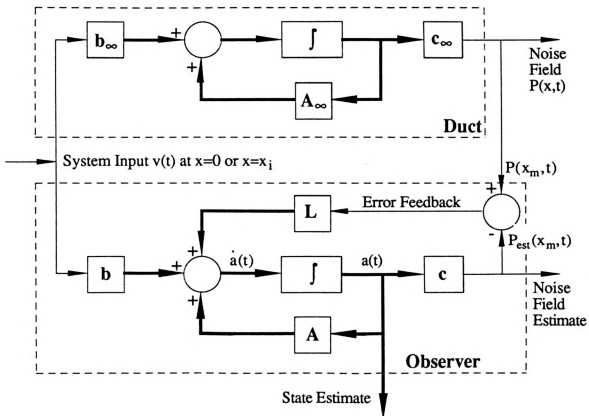 b∞
+
+
∫
c∞
A∞
Noise
Field
P(x,t)
Duct
System Input v(t) at x=0 or x=xi
P(xm,t)
Error Feedback
L
+
-
Pest(xm,t)
b
+
+
+
ȧ(t)
∫
a(t)
c
A
Noise
Field
Estimate
Observer
State Estimate